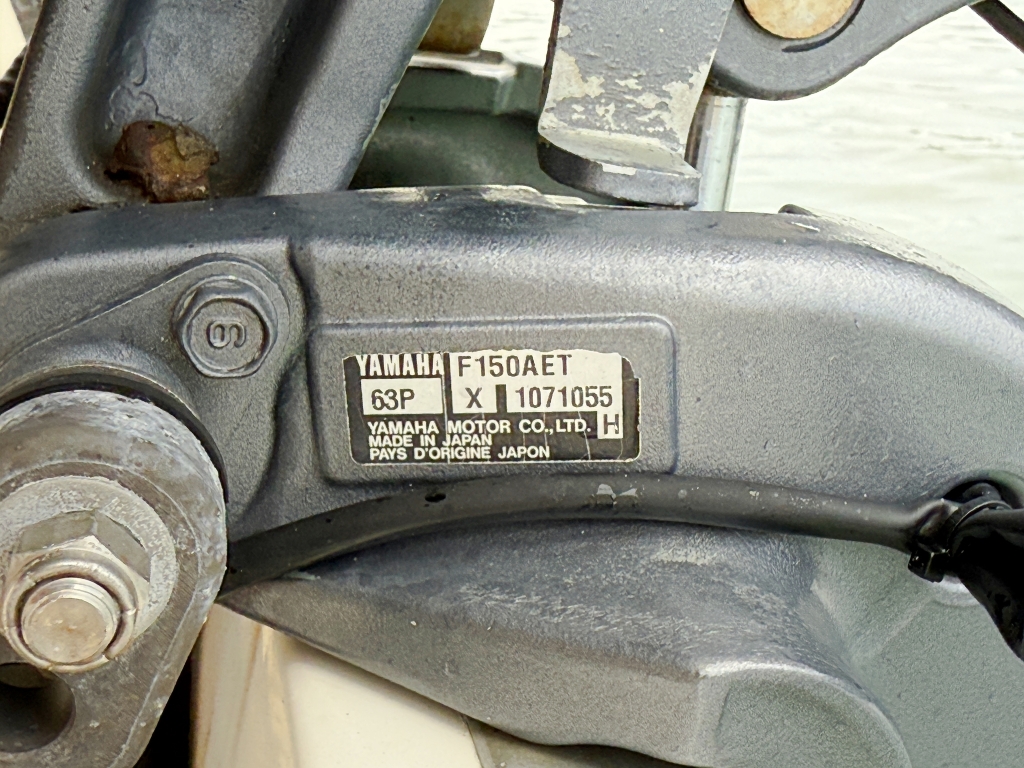 YAMAHA F150AET
63P X 1071055
YAMAHA MOTOR CO.,LTD. H
MADE IN JAPAN
PAYS D'ORIGINE JAPON